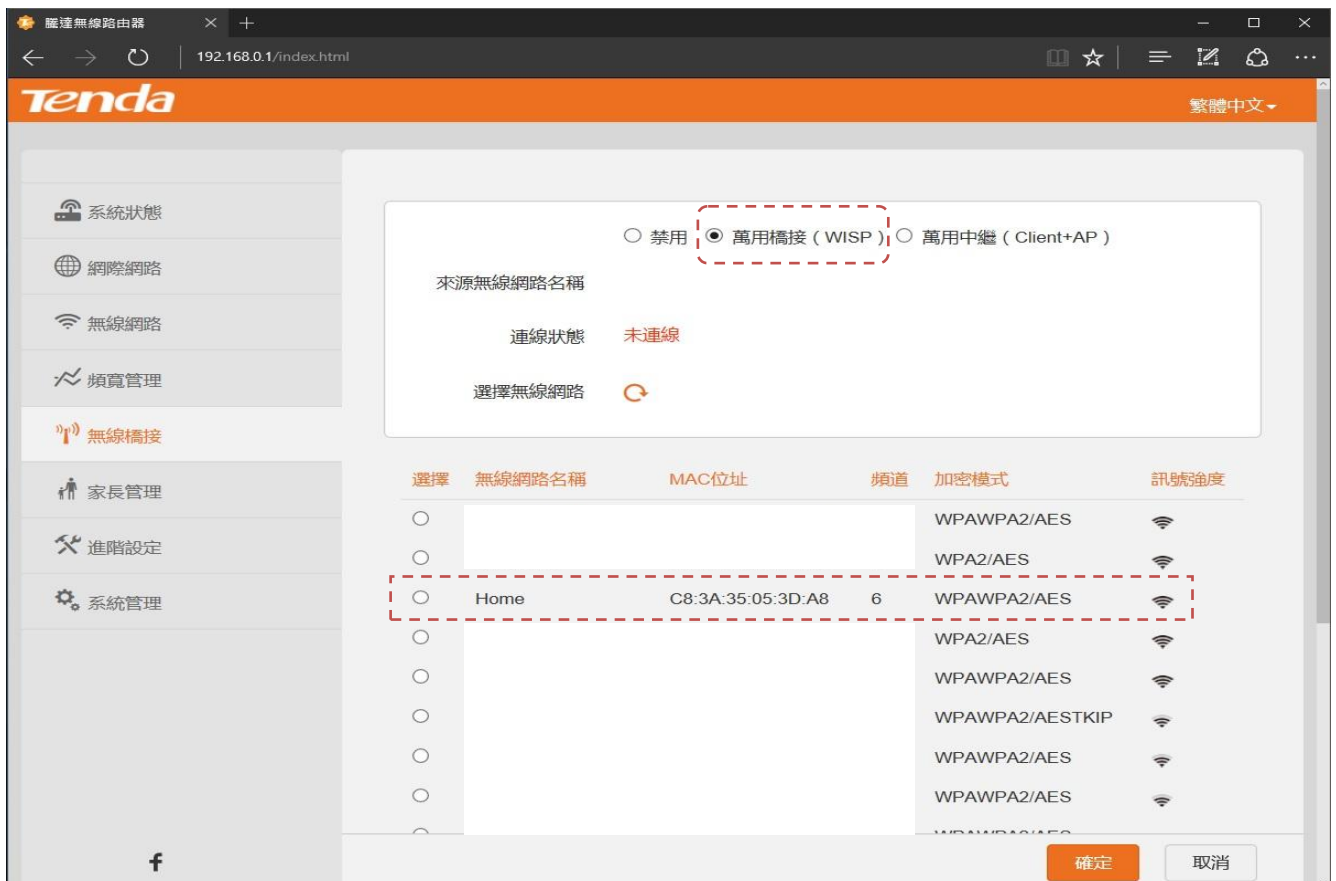 騰達無線路由器
192.168.0.1/index.html
Tenda
繁體中文
系統狀態
網際網路
無線網路
頻寬管理
無線橋接
家長管理
進階設定
系統管理
禁用 萬用橋接 ( WISP ) 萬用中繼 ( Client+AP )
來源無線網路名稱
連線狀態 未連線
選擇無線網路
選擇 無線網路名稱 MAC位址 頻道 加密模式 訊號強度
WPAWPA2/AES
WPA2/AES
Home C8:3A:35:05:3D:A8 6 WPAWPA2/AES
WPA2/AES
WPAWPA2/AES
WPAWPA2/AESTKIP
WPAWPA2/AES
WPAWPA2/AES
確定 取消